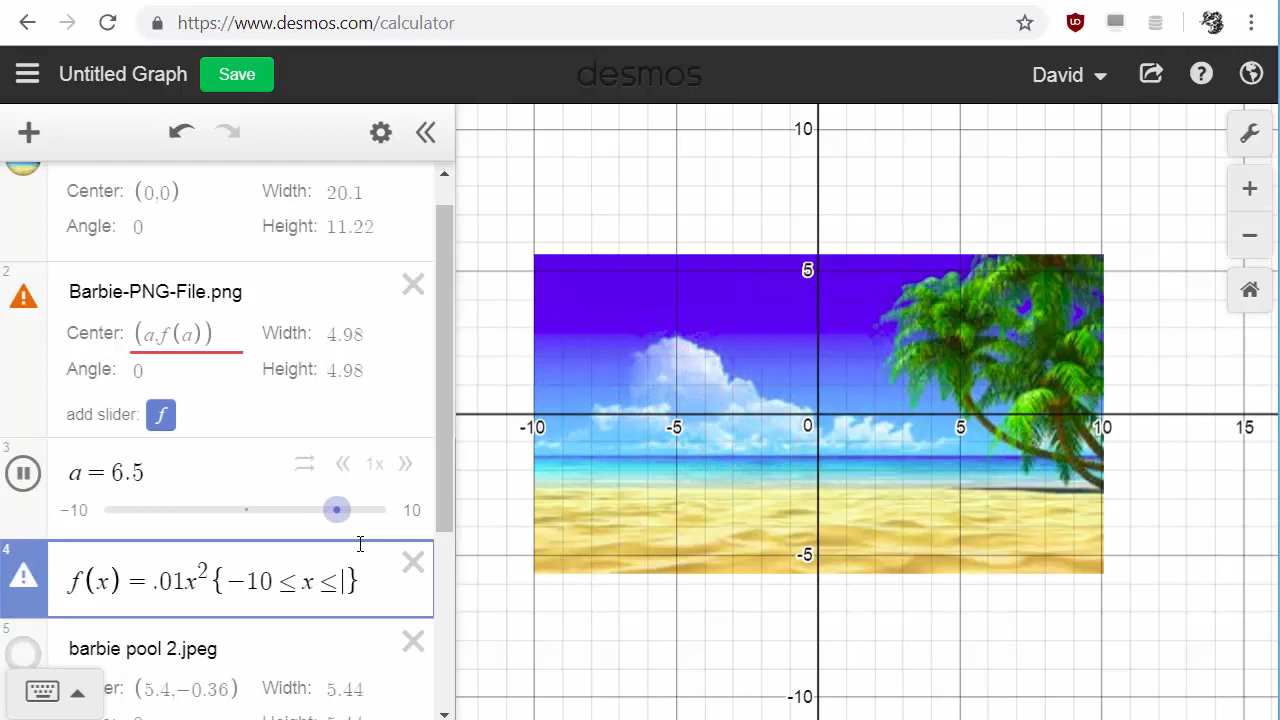 https://www.desmos.com/calculator
Untitled Graph Save desmos David
Center: (0,0) Width: 20.1
Angle: 0 Height: 11.22
2
Barbie-PNG-File.png
Center: (a,f(a)) Width: 4.98
Angle: 0 Height: 4.98
add slider: f
3
a = 6.5 1x
−10 10
4
f(x) = .01x²{−10 ≤ x ≤}
5
barbie pool 2.jpeg
er: (5.4,−0.36) Width: 5.44
10
5
-10 -5 0 5 10 15
-5
-10